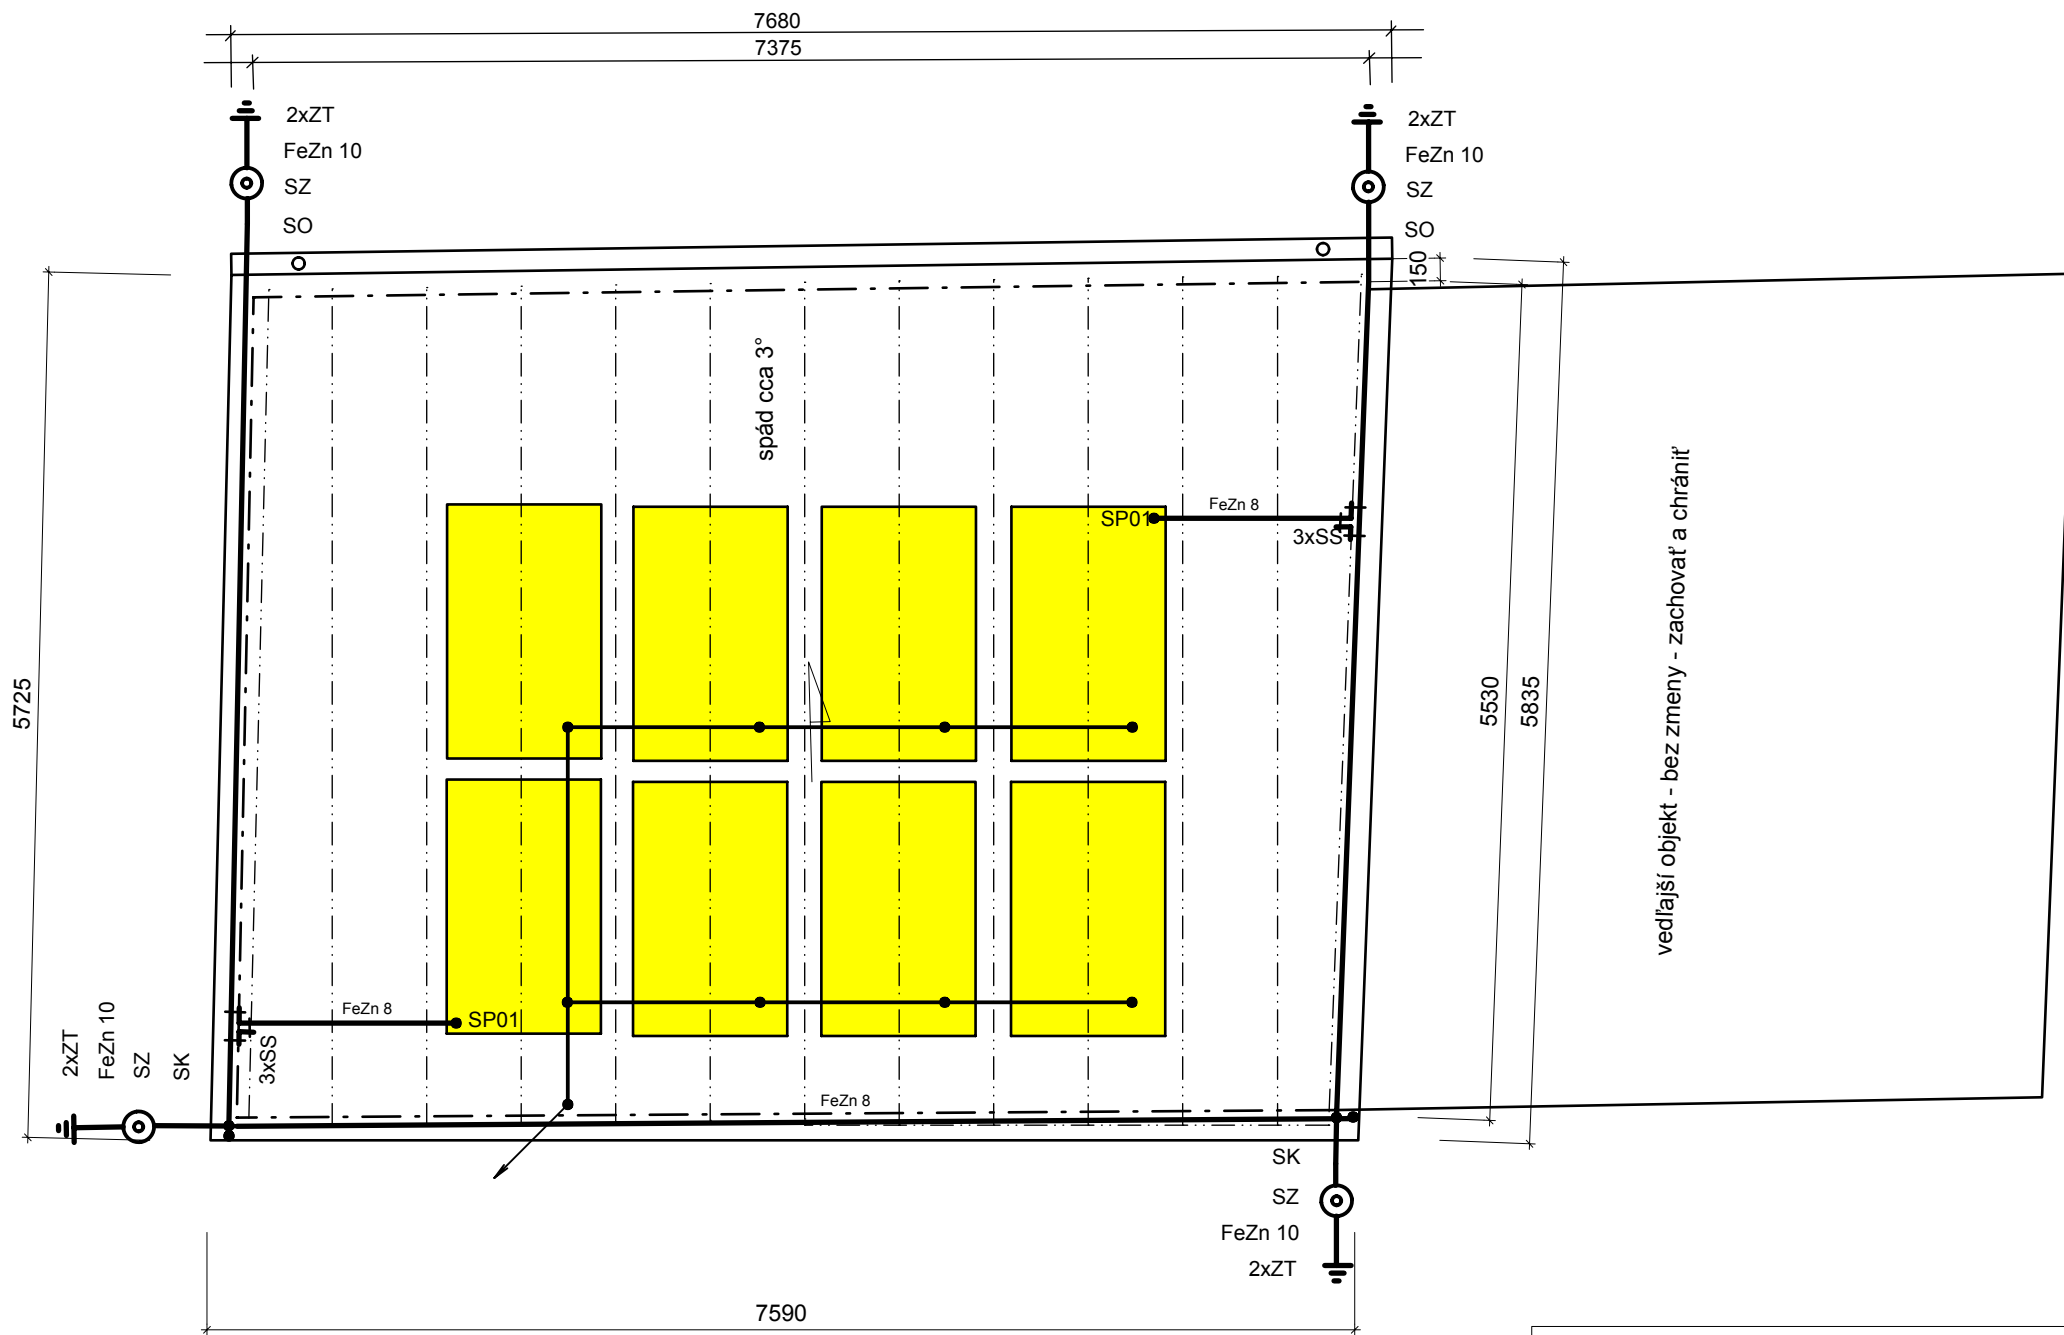 7680
7375
2xZT
FeZn 10
SZ
SO
2xZT
FeZn 10
SZ
SO
150
spád cca 3°
SP01
FeZn 8
3xSS
5725
5530
5835
vedľajší objekt - bez zmeny - zachovať a chrániť
FeZn 8
SP01
3xSS
2xZT
FeZn 10
SZ
SK
FeZn 8
SK
SZ
FeZn 10
2xZT
7590